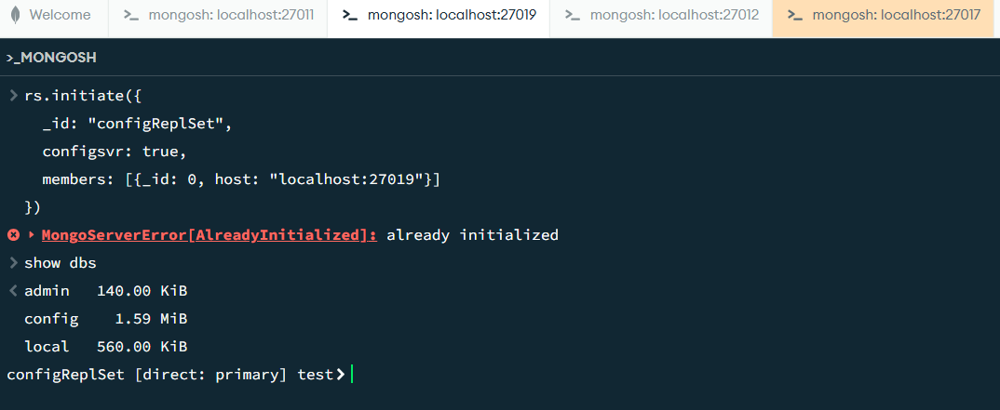 Welcome
>_ mongosh: localhost:27011
>_ mongosh: localhost:27019
>_ mongosh: localhost:27012
>_ mongosh: localhost:27017
>_MONGOSH
> rs.initiate({
_id: "configReplSet",
configsvr: true,
members: [{_id: 0, host: "localhost:27019"}]
})
MongoServerError[AlreadyInitialized]: already initialized
> show dbs
< admin 140.00 KiB
config 1.59 MiB
local 560.00 KiB
configReplSet [direct: primary] test>